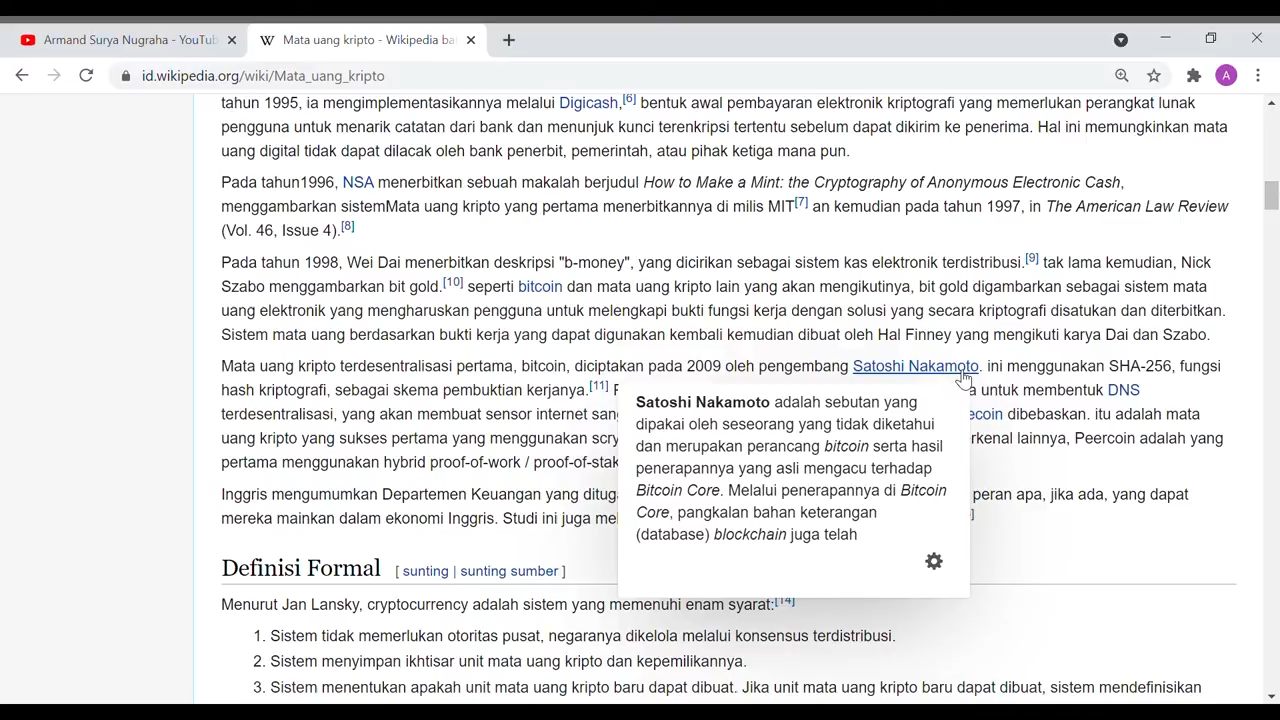 Armand Surya Nugraha - YouTub
Mata uang kripto - Wikipedia ba
id.wikipedia.org/wiki/Mata_uang_kripto
A
tahun 1995, ia mengimplementasikannya melalui Digicash,[6] bentuk awal pembayaran elektronik kriptografi yang memerlukan perangkat lunak
pengguna untuk menarik catatan dari bank dan menunjuk kunci terenkripsi tertentu sebelum dapat dikirim ke penerima. Hal ini memungkinkan mata
uang digital tidak dapat dilacak oleh bank penerbit, pemerintah, atau pihak ketiga mana pun.
Pada tahun1996, NSA menerbitkan sebuah makalah berjudul How to Make a Mint: the Cryptography of Anonymous Electronic Cash,
menggambarkan sistemMata uang kripto yang pertama menerbitkannya di milis MIT[7] an kemudian pada tahun 1997, in The American Law Review
(Vol. 46, Issue 4).[8]
Pada tahun 1998, Wei Dai menerbitkan deskripsi "b-money", yang dicirikan sebagai sistem kas elektronik terdistribusi.[9] tak lama kemudian, Nick
Szabo menggambarkan bit gold.[10] seperti bitcoin dan mata uang kripto lain yang akan mengikutinya, bit gold digambarkan sebagai sistem mata
uang elektronik yang mengharuskan pengguna untuk melengkapi bukti fungsi kerja dengan solusi yang secara kriptografi disatukan dan diterbitkan.
Sistem mata uang berdasarkan bukti kerja yang dapat digunakan kembali kemudian dibuat oleh Hal Finney yang mengikuti karya Dai dan Szabo.
Mata uang kripto terdesentralisasi pertama, bitcoin, diciptakan pada 2009 oleh pengembang Satoshi Nakamoto. ini menggunakan SHA-256, fungsi
hash kriptografi, sebagai skema pembuktian kerjanya.[11] untuk membentuk DNS
terdesentralisasi, yang akan membuat sensor internet dibebaskan. itu adalah mata
uang kripto yang sukses pertama yang menggunakan lainnya, Peercoin adalah yang
pertama menggunakan hybrid proof-of-work /
Inggris mengumumkan Departemen Keuangan yang peran apa, jika ada, yang dapat
mereka mainkan dalam ekonomi Inggris. Studi ini juga
Satoshi Nakamoto adalah sebutan yang
dipakai oleh seseorang yang tidak diketahui
dan merupakan perancang bitcoin serta hasil
penerapannya yang asli mengacu terhadap
Bitcoin Core. Melalui penerapannya di Bitcoin
Core, pangkalan bahan keterangan
(database) blockchain juga telah
Definisi Formal [ sunting | sunting sumber ]
Menurut Jan Lansky, cryptocurrency adalah sistem yang memenuhi enam syarat:[14]
1. Sistem tidak memerlukan otoritas pusat, negaranya dikelola melalui konsensus terdistribusi.
2. Sistem menyimpan ikhtisar unit mata uang kripto dan kepemilikannya.
3. Sistem menentukan apakah unit mata uang kripto baru dapat dibuat. Jika unit mata uang kripto baru dapat dibuat, sistem mendefinisikan